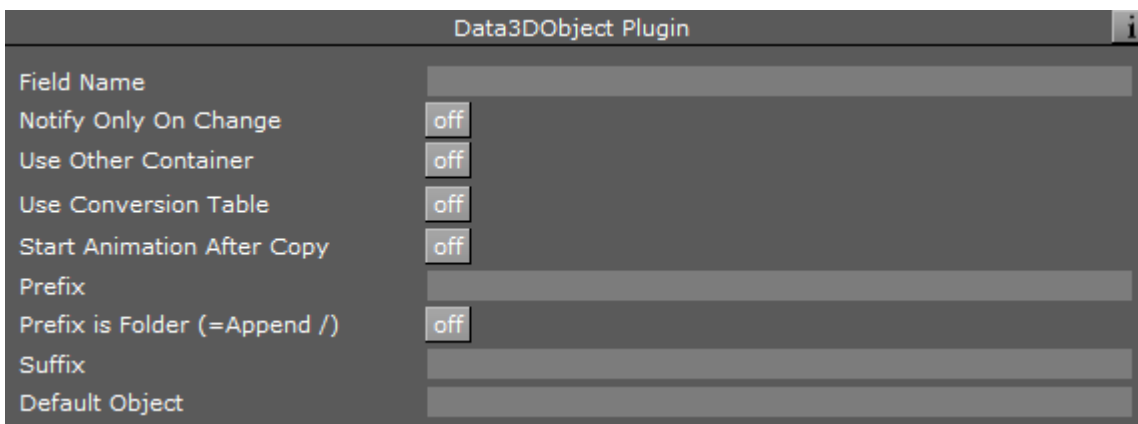 Data3DObject Plugin i
Field Name
Notify Only On Change off
Use Other Container off
Use Conversion Table off
Start Animation After Copy off
Prefix
Prefix is Folder (=Append /) off
Suffix
Default Object